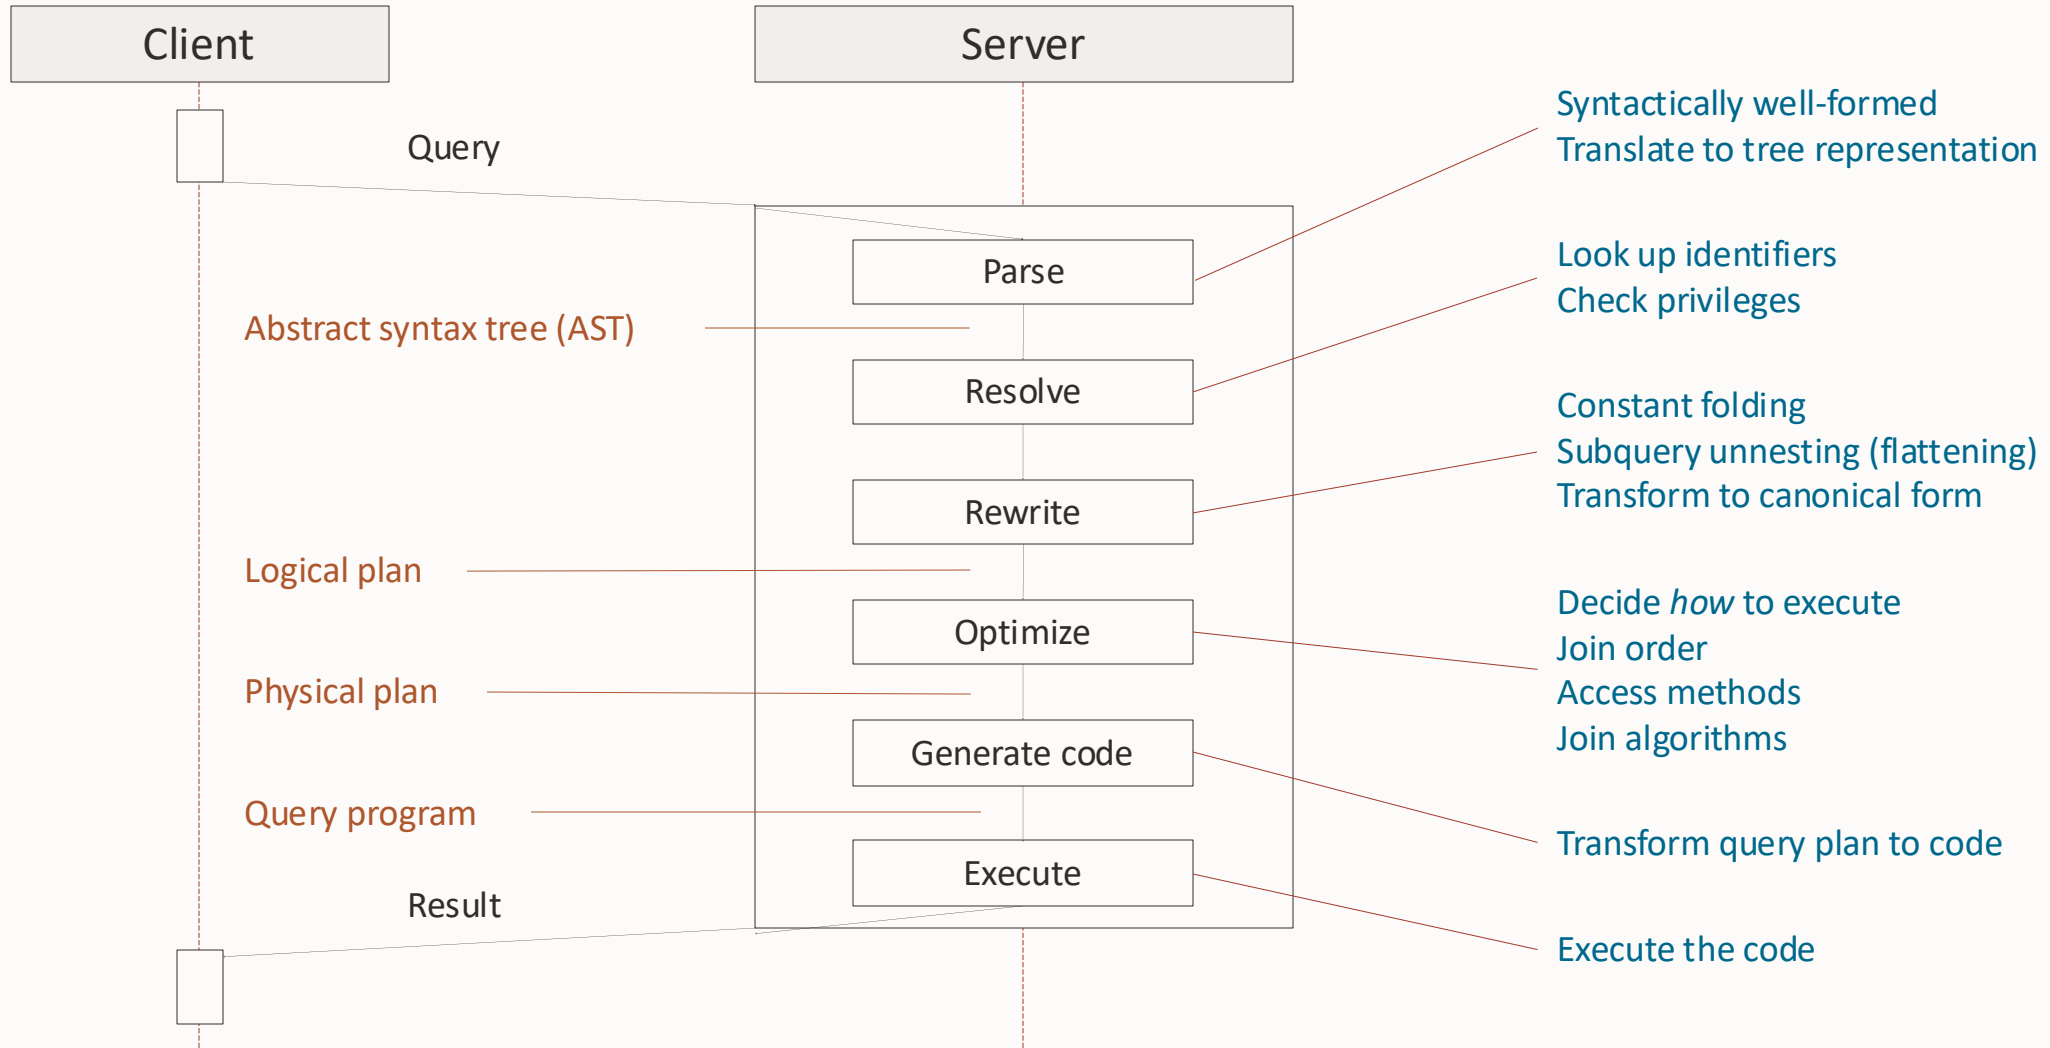 Client
Server
Query
Parse
Syntactically well-formed
Translate to tree representation
Abstract syntax tree (AST)
Resolve
Look up identifiers
Check privileges
Rewrite
Constant folding
Subquery unnesting (flattening)
Transform to canonical form
Logical plan
Optimize
Decide how to execute
Join order
Access methods
Join algorithms
Physical plan
Generate code
Transform query plan to code
Query program
Execute
Execute the code
Result